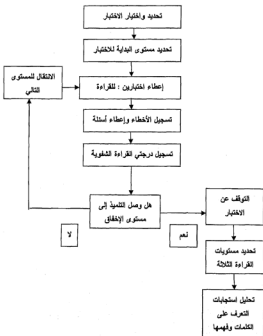 تحديد واختيار الاختبار
تحديد مستوى البداية للاختبار
الانتقال للمستوى
التالي
إعطاء اختبارين : للقراءة
تسجيل الأخطاء وإعطاء أسئلة
تسجيل درجتي القراءة الشفوية
هل وصل التلميذ إلى
مستوى الإخفاق
لا
نعم
التوقف عن
الاختبار
تحديد مستويات
القراءة الثلاثة
تحليل إستجابات
التعرف على
الكلمات وفهمها